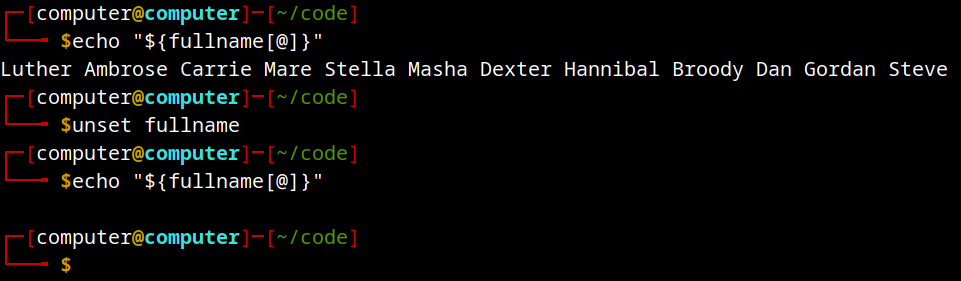 ┌─[computer@computer]─[~/code]
└──╼ $echo "${fullname[@]}"
Luther Ambrose Carrie Mare Stella Masha Dexter Hannibal Broody Dan Gordan Steve
┌─[computer@computer]─[~/code]
└──╼ $unset fullname
┌─[computer@computer]─[~/code]
└──╼ $echo "${fullname[@]}"
┌─[computer@computer]─[~/code]
└──╼ $